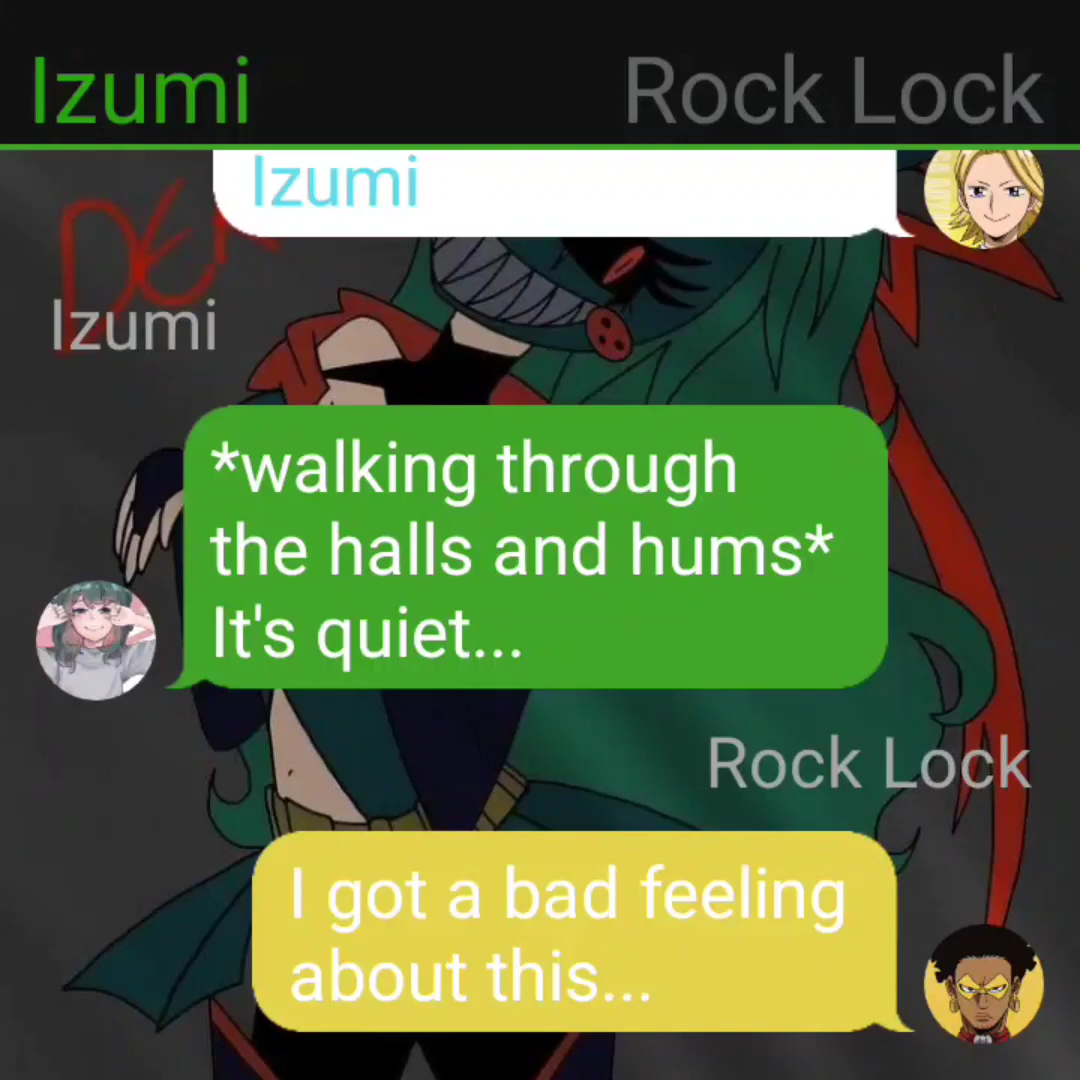 Izumi
Rock Lock
Izumi
Izumi
*walking through
the halls and hums*
It's quiet...
Rock Lock
I got a bad feeling
about this...